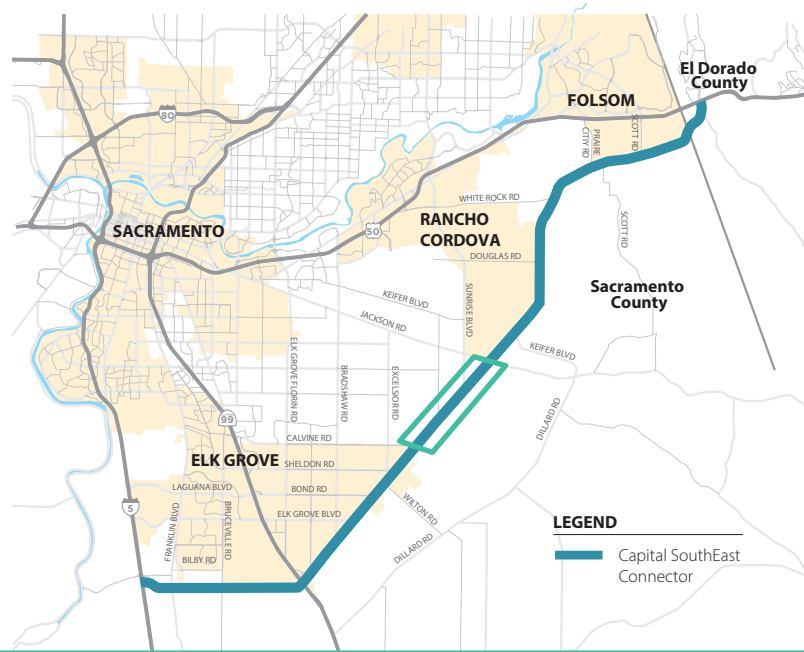 El Dorado
County
FOLSOM
80
PRAIRE
CITY RD
SCOTT RD
WHITE ROCK RD
RANCHO
CORDOVA
SACRAMENTO
50
DOUGLAS RD
SCOTT RD
Sacramento
County
KEIFER BLVD
SUNRISE BLVD
JACKSON RD
KEIFER BLVD
ELK GROVE FLORIN RD
BRADSHAW RD
EXCELSIOR RD
DILLARD RD
99
CALVINE RD
ELK GROVE
SHELDON RD
LAGUANA BLVD
BOND RD
WILTON RD
5
FRANKLIN BLVD
BRUCEVILLE RD
ELK GROVE BLVD
DILLARD RD
BILBY RD
LEGEND
Capital SouthEast
Connector